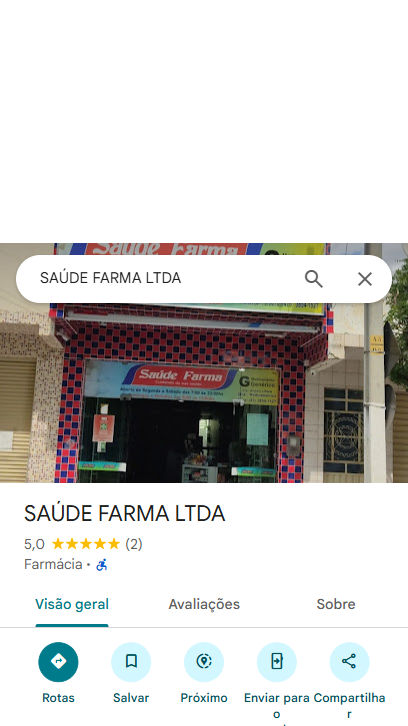 Saúde Farma
G
SAÚDE FARMA LTDA
Saúde Farma
G
SAÚDE FARMA LTDA
5,0 (2)
Farmácia ·
Visão geral Avaliações Sobre
Rotas Salvar Próximo Enviar para Compartilha
o r